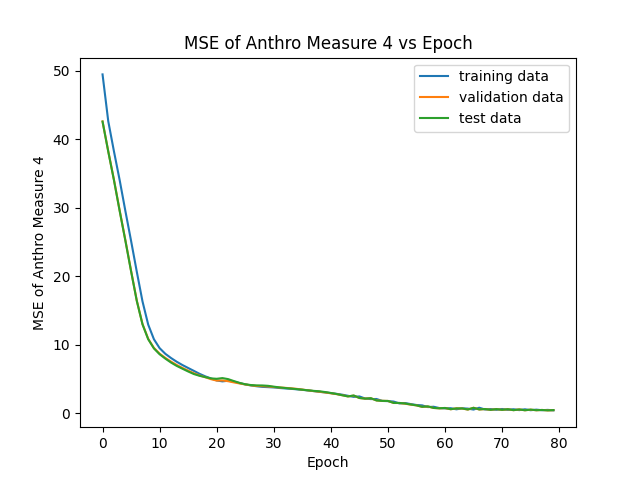 MSE of Anthro Measure 4 vs Epoch
training data
validation data
test data
MSE of Anthro Measure 4
50
40
30
20
10
0
0 10 20 30 40 50 60 70 80
Epoch